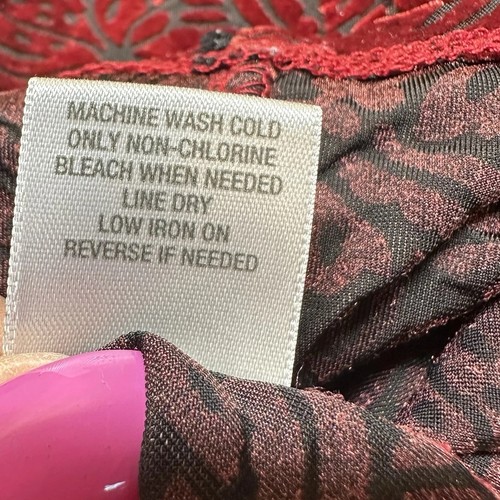 MACHINE WASH COLD
ONLY NON-CHLORINE
BLEACH WHEN NEEDED
LINE DRY
LOW IRON ON
REVERSE IF NEEDED